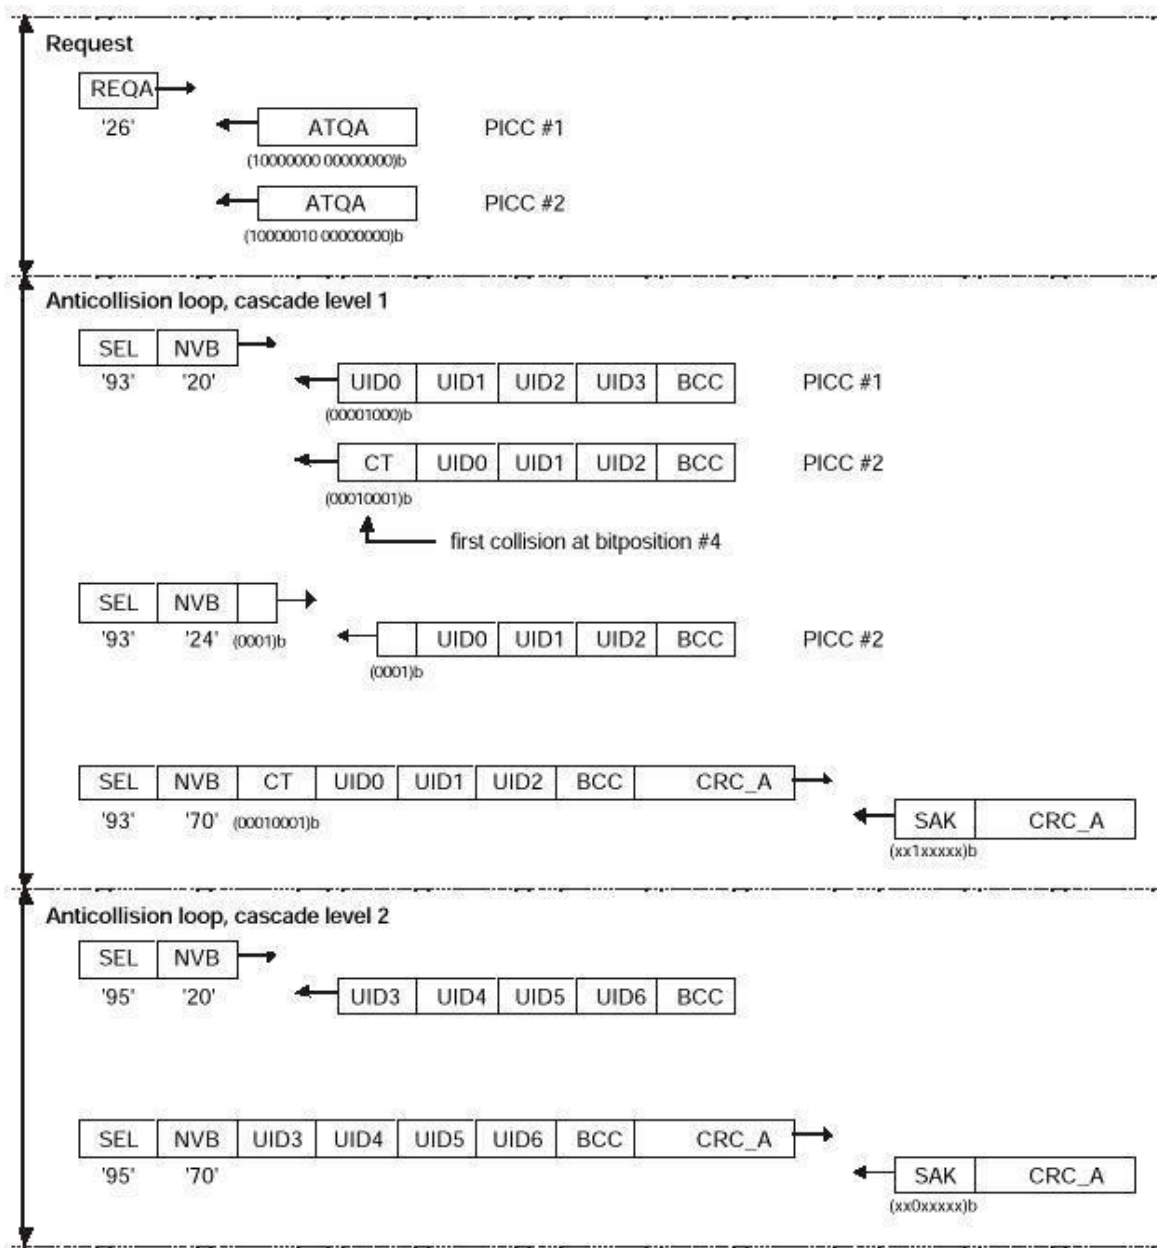 Request
REQA
'26'
ATQA PICC #1
(10000000 00000000)b
ATQA PICC #2
(10000010 00000000)b
Anticollision loop, cascade level 1
SEL NVB
'93' '20'
UID0 UID1 UID2 UID3 BCC PICC #1
(00001000)b
CT UID0 UID1 UID2 BCC PICC #2
(00010001)b
first collision at bitposition #4
SEL NVB
'93' '24' (0001)b
UID0 UID1 UID2 BCC PICC #2
(0001)b
SEL NVB CT UID0 UID1 UID2 BCC CRC_A
'93' '70' (00010001)b
SAK CRC_A
(xx1xxxxx)b
Anticollision loop, cascade level 2
SEL NVB
'95' '20'
UID3 UID4 UID5 UID6 BCC
SEL NVB UID3 UID4 UID5 UID6 BCC CRC_A
'95' '70'
SAK CRC_A
(xx0xxxxx)b